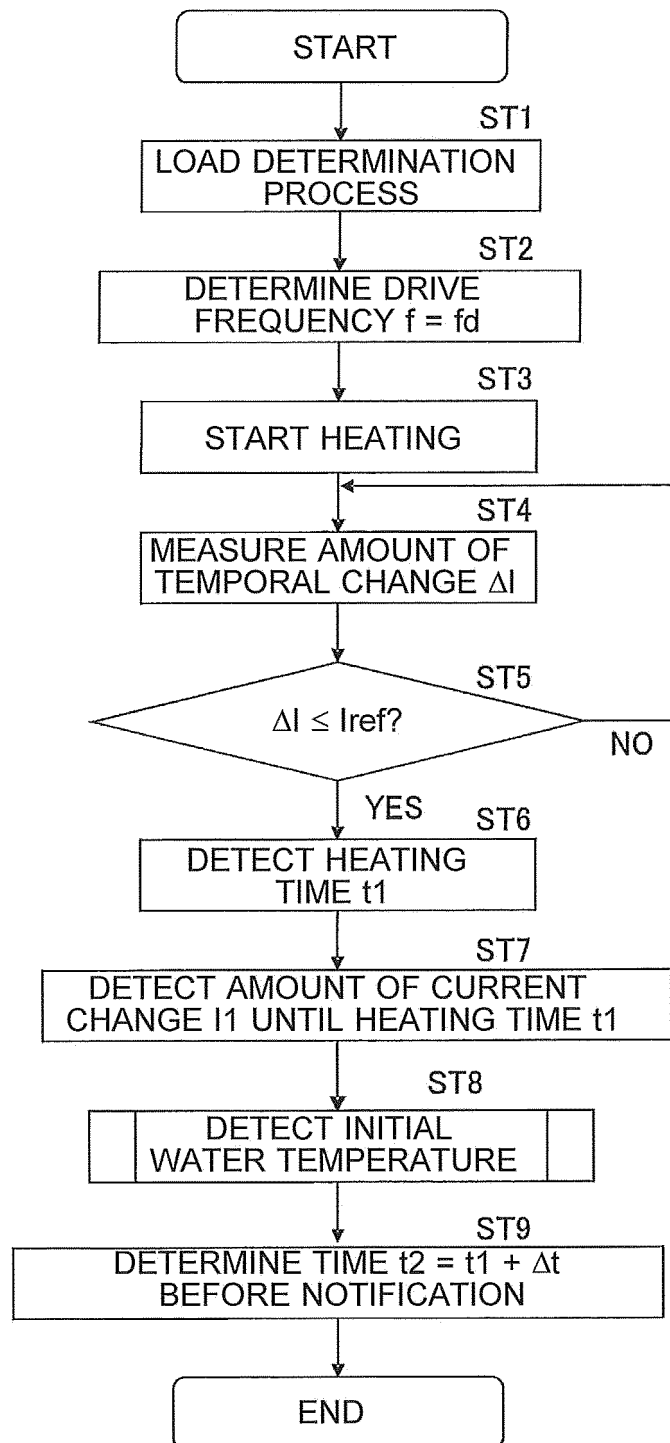 START
ST1
LOAD DETERMINATION
PROCESS
ST2
DETERMINE DRIVE
FREQUENCY f = fd
ST3
START HEATING
ST4
MEASURE AMOUNT OF
TEMPORAL CHANGE ΔI
ST5
ΔI ≤ Iref?
NO
YES
ST6
DETECT HEATING
TIME t1
ST7
DETECT AMOUNT OF CURRENT
CHANGE I1 UNTIL HEATING TIME t1
ST8
DETECT INITIAL
WATER TEMPERATURE
ST9
DETERMINE TIME t2 = t1 + Δt
BEFORE NOTIFICATION
END